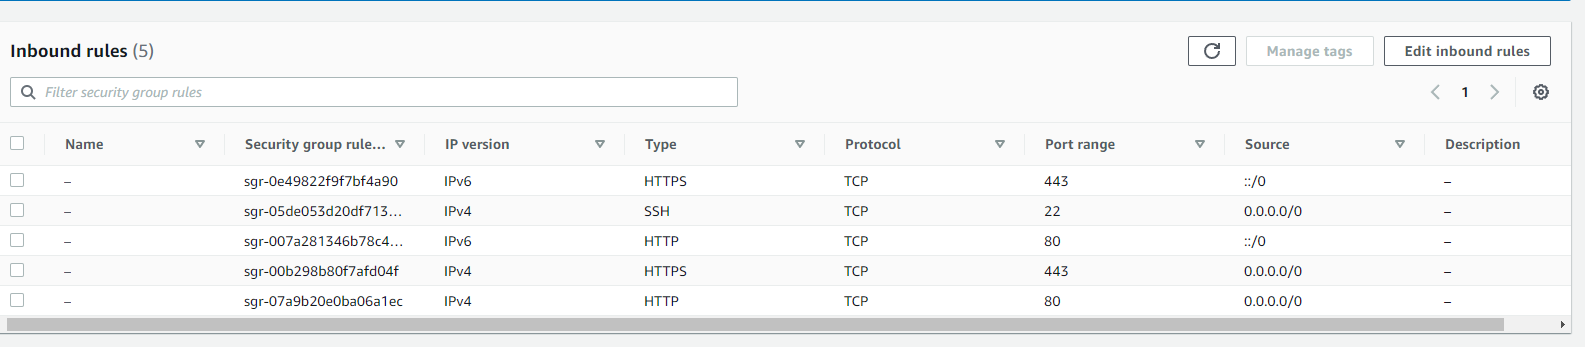 Inbound rules (5)
Manage tags
Edit inbound rules
Filter security group rules
1
Name Security group rule... IP version Type Protocol Port range Source Description
– sgr-0e49822f9f7bf4a90 IPv6 HTTPS TCP 443 ::/0 –
– sgr-05de053d20df713... IPv4 SSH TCP 22 0.0.0.0/0 –
– sgr-007a281346b78c4... IPv6 HTTP TCP 80 ::/0 –
– sgr-00b298b80f7afd04f IPv4 HTTPS TCP 443 0.0.0.0/0 –
– sgr-07a9b20e0ba06a1ec IPv4 HTTP TCP 80 0.0.0.0/0 –